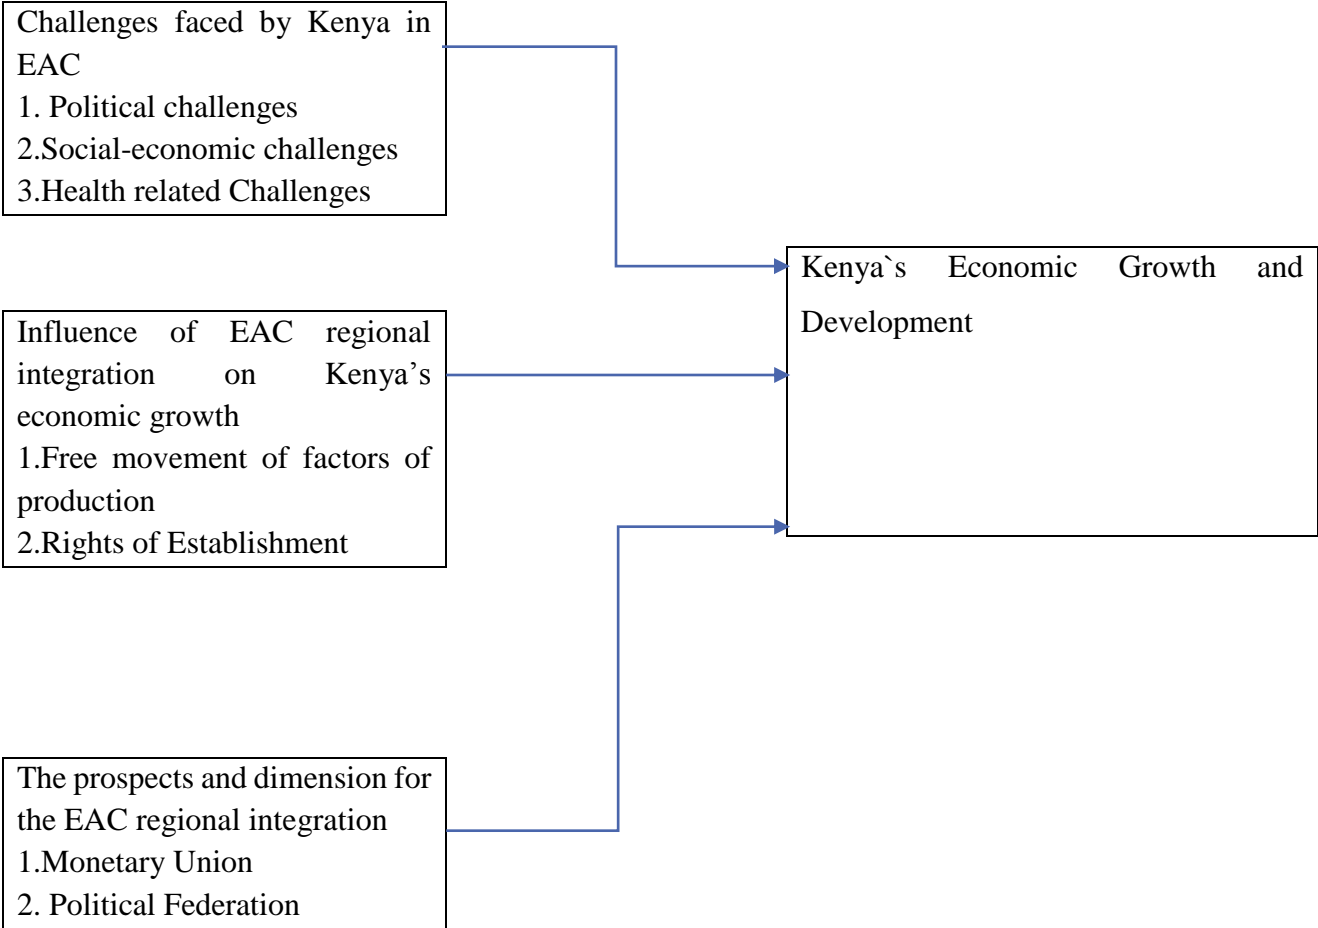 Challenges faced by Kenya in
EAC
1. Political challenges
2.Social-economic challenges
3.Health related Challenges
Kenya`s Economic Growth and
Development
Influence of EAC regional
integration on Kenya’s
economic growth
1.Free movement of factors of
production
2.Rights of Establishment
The prospects and dimension for
the EAC regional integration
1.Monetary Union
2. Political Federation